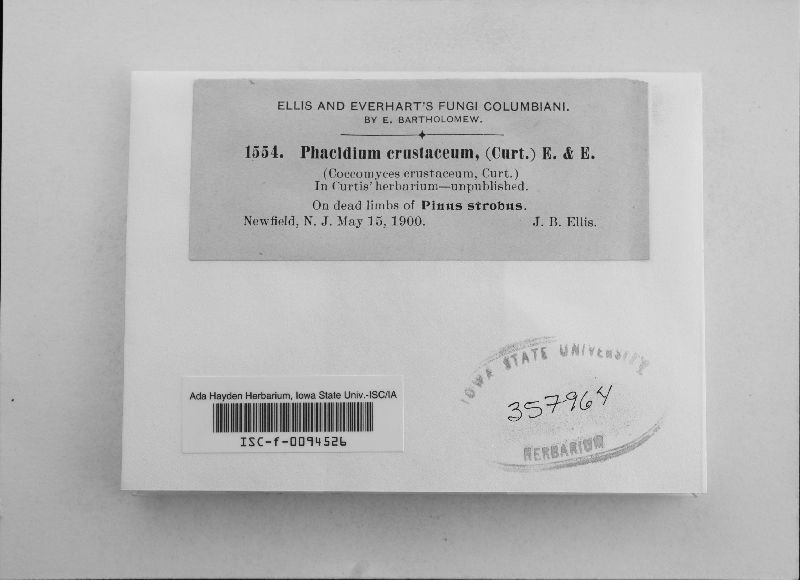 ELLIS AND EVERHART'S FUNGI COLUMBIANI.
BY E. BARTHOLOMEW.
1554. Phacidium crustaceum, (Curt.) E. & E.
(Coccomyces crustaceum, Curt.)
In Curtis' herbarium—unpublished.
On dead limbs of Pinus strobus.
Newfield, N. J. May 15, 1900. J. B. Ellis.
Ada Hayden Herbarium, Iowa State Univ.-ISC/IA
ISC-f-0094526
IOWA STATE UNIVERSITY
357964
HERBARIUM